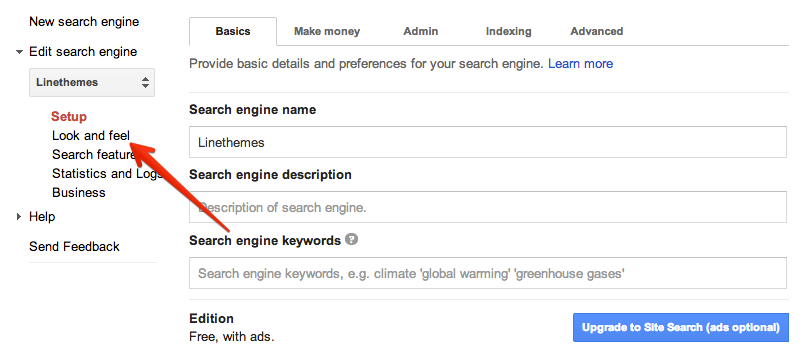 New search engine
Edit search engine
Linethemes
Setup
Look and feel
Search feature
Statistics and Logs
Business
Help
Send Feedback
Basics Make money Admin Indexing Advanced
Provide basic details and preferences for your search engine. Learn more
Search engine name
Linethemes
Search engine description
Description of search engine.
Search engine keywords ?
Search engine keywords, e.g. climate 'global warming' 'greenhouse gases'
Edition
Free, with ads.
Upgrade to Site Search (ads optional)